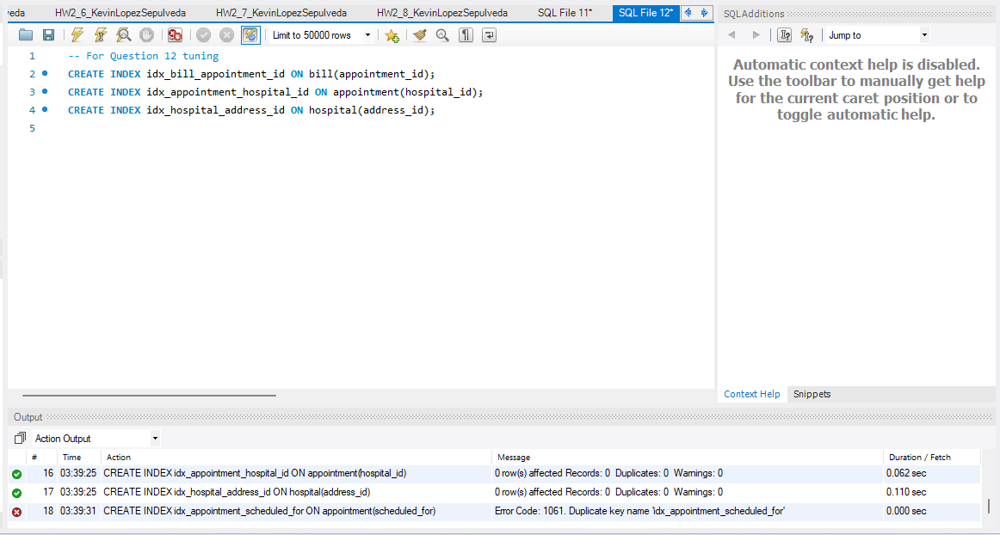 veda HW2_6_KevinLopezSepulveda HW2_7_KevinLopezSepulveda HW2_8_KevinLopezSepulveda SQL File 11* SQL File 12*
SQLAdditions
Limit to 50000 rows
Jump to
1 -- For Question 12 tuning
2 CREATE INDEX idx_bill_appointment_id ON bill(appointment_id);
3 CREATE INDEX idx_appointment_hospital_id ON appointment(hospital_id);
4 CREATE INDEX idx_hospital_address_id ON hospital(address_id);
5
Automatic context help is disabled.
Use the toolbar to manually get help
for the current caret position or to
toggle automatic help.
Context Help Snippets
Output
Action Output
# Time Action Message Duration / Fetch
16 03:39:25 CREATE INDEX idx_appointment_hospital_id ON appointment(hospital_id) 0 row(s) affected Records: 0 Duplicates: 0 Warnings: 0 0.062 sec
17 03:39:25 CREATE INDEX idx_hospital_address_id ON hospital(address_id) 0 row(s) affected Records: 0 Duplicates: 0 Warnings: 0 0.110 sec
18 03:39:31 CREATE INDEX idx_appointment_scheduled_for ON appointment(scheduled_for) Error Code: 1061. Duplicate key name 'idx_appointment_scheduled_for' 0.000 sec